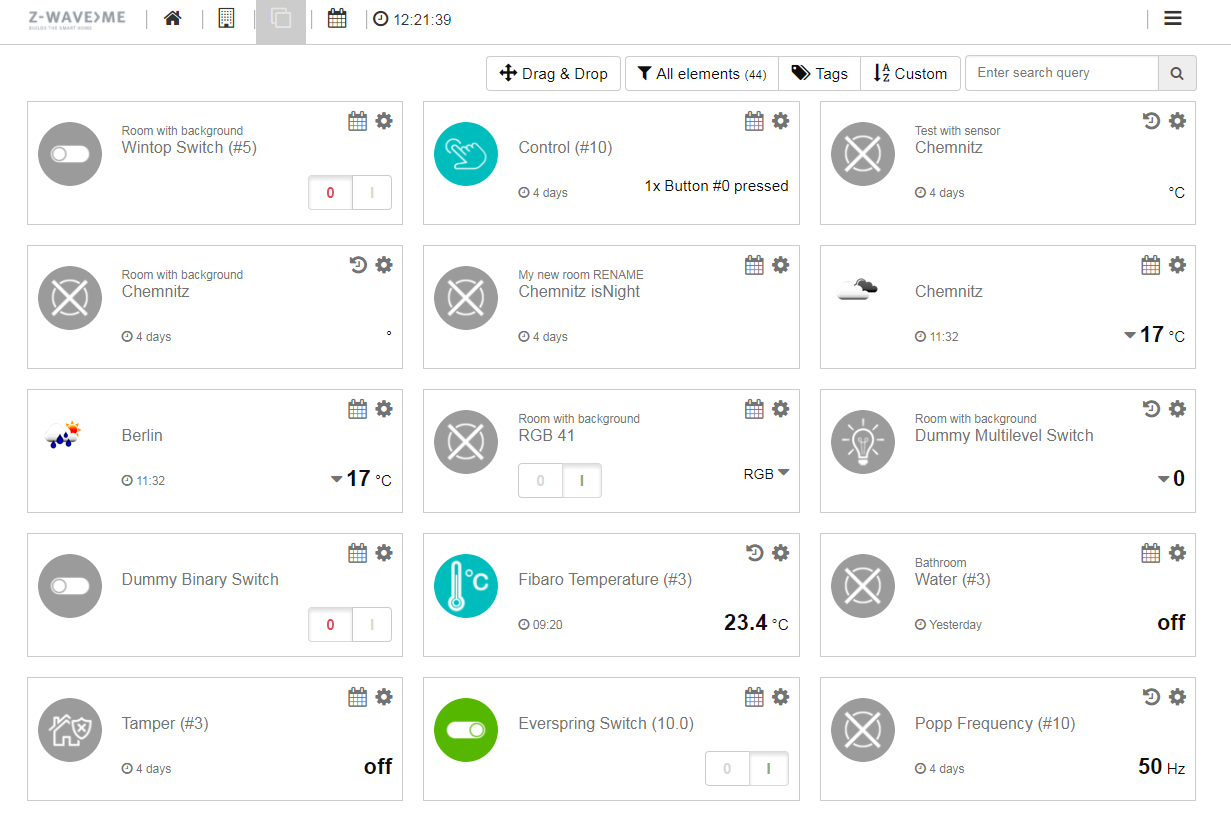 Z-WAVE>ME
BUILDS THE SMART HOME
12:21:39
Drag & Drop
All elements (44)
Tags
A Z Custom
Enter search query
Room with background
Wintop Switch (#5)
0 I
Control (#10)
4 days
1x Button #0 pressed
Test with sensor
Chemnitz
4 days
°C
Room with background
Chemnitz
4 days
°
My new room RENAME
Chemnitz isNight
4 days
Chemnitz
11:32
17 °C
Berlin
11:32
17 °C
Room with background
RGB 41
0 I
RGB
Room with background
Dummy Multilevel Switch
0
Dummy Binary Switch
0 I
°C
Fibaro Temperature (#3)
09:20
23.4 °C
Bathroom
Water (#3)
Yesterday
off
Tamper (#3)
4 days
off
Everspring Switch (10.0)
0 I
Popp Frequency (#10)
4 days
50 Hz